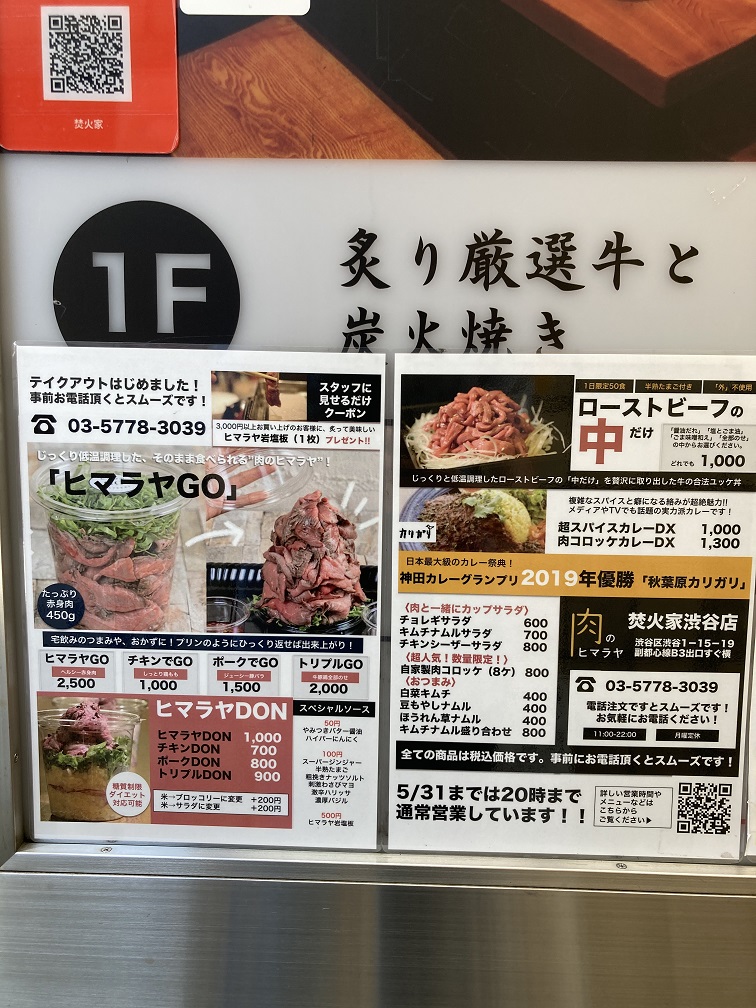 焚火家
1F
炙り厳選牛と
炭火焼き
テイクアウトはじめました！
事前お電話頂くとスムーズです！
☎ 03-5778-3039
スタッフに
見せるだけ
クーポン
3,000円以上お買い上げのお客様に、炙って美味しい
ヒマラヤ岩塩板（1枚）プレゼント!!
じっくり低温調理した、そのまま食べられる"肉のヒマラヤ"！
「ヒマラヤGO」
たっぷり
赤身肉
450g
宅飲みのつまみや、おかずに！プリンのようにひっくり返せば出来上がり！
ヒマラヤGO
ヘルシー赤身肉
2,500
チキンでGO
しっとり鶏もも
1,000
ポークでGO
ジューシー豚バラ
1,500
トリプルGO
牛豚鶏全部のせ
2,000
ヒマラヤDON
ヒマラヤDON 1,000
チキンDON 700
ポークDON 800
トリプルDON 900
糖質制限
ダイエット
対応可能
米→ブロッコリーに変更 +200円
米→サラダに変更 +200円
スペシャルソース
50円
やみつきバター醤油
ハイパーにんにく
100円
スーパージンジャー
半熟たまご
粗挽きナッツソルト
刺激わさびマヨ
激辛ハリッサ
濃厚バジル
500円
ヒマラヤ岩塩板
1日限定50食
半熟たまご付き
「外」不使用
ローストビーフの
中だけ
「醤油だれ」「塩とごま油」
「ごま味噌和え」「全部のせ」
の中からお選びください。
どれでも 1,000
じっくりと低温調理したローストビーフの「中だけ」を贅沢に取り出した牛の合法ユッケ丼
カリガリ
複雑なスパイスと癖になる絡みが超絶魅力!!
メディアやTVでも話題の実力派カレーです！
超スパイスカレーDX 1,000
肉コロッケカレーDX 1,300
日本最大級のカレー祭典！
神田カレーグランプリ 2019年優勝「秋葉原カリガリ」
〈肉と一緒にカップサラダ〉
チョレギサラダ 600
キムチナムルサラダ 700
チキンシーザーサラダ 800
〈超人気！数量限定！〉
自家製肉コロッケ（8ケ） 800
〈おつまみ〉
白菜キムチ 400
豆もやしナムル 400
ほうれん草ナムル 400
キムチナムル盛り合わせ 800
肉の
ヒマラヤ
焚火家渋谷店
渋谷区渋谷1-15-19
副都心線B3出口すぐ横
☎ 03-5778-3039
電話注文ですとスムーズです！
お気軽にお電話ください！
11:00-22:00
月曜定休
全ての商品は税込価格です。事前にお電話頂くとスムーズです！
5/31までは20時まで
通常営業しています！！
詳しい営業時間や
メニューなどは
こちらから
ご覧ください▶